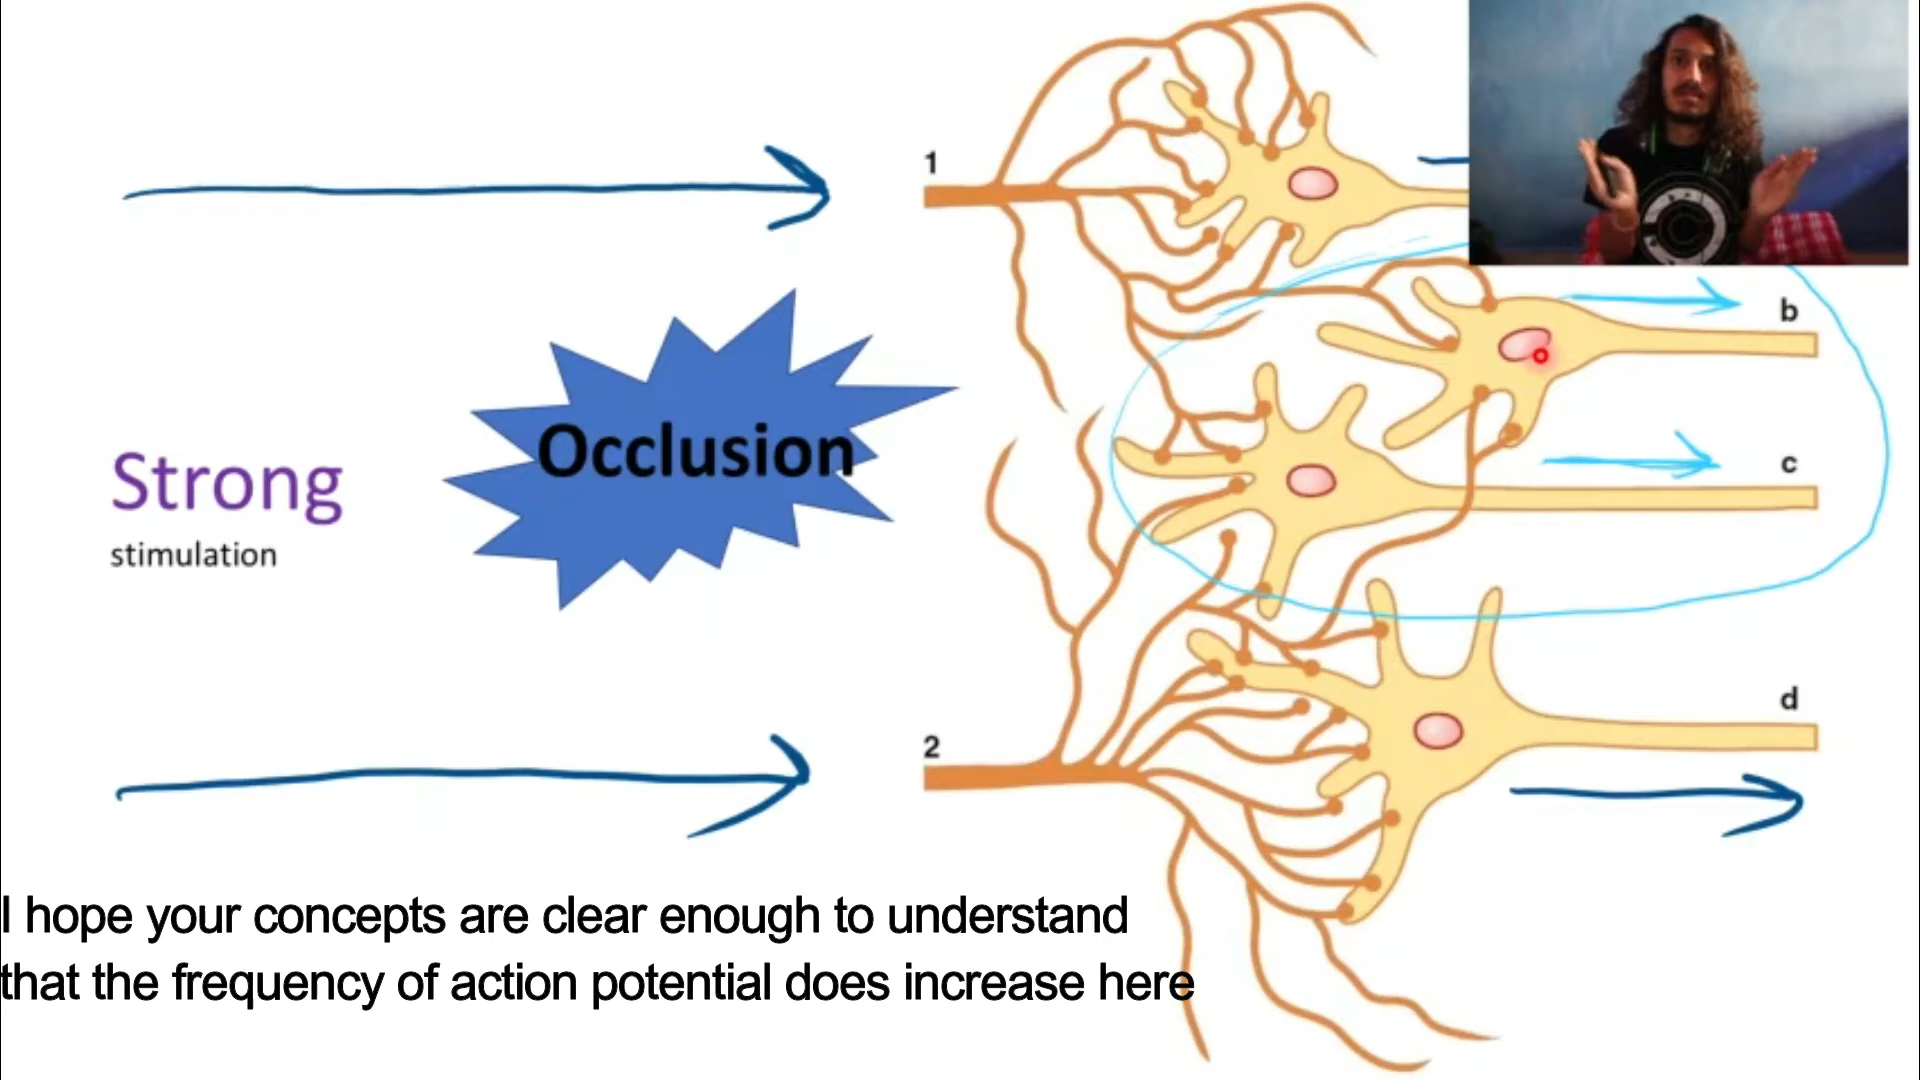 1
b
Occlusion
c
Strong
stimulation
d
2
I hope your concepts are clear enough to understand
that the frequency of action potential does increase here